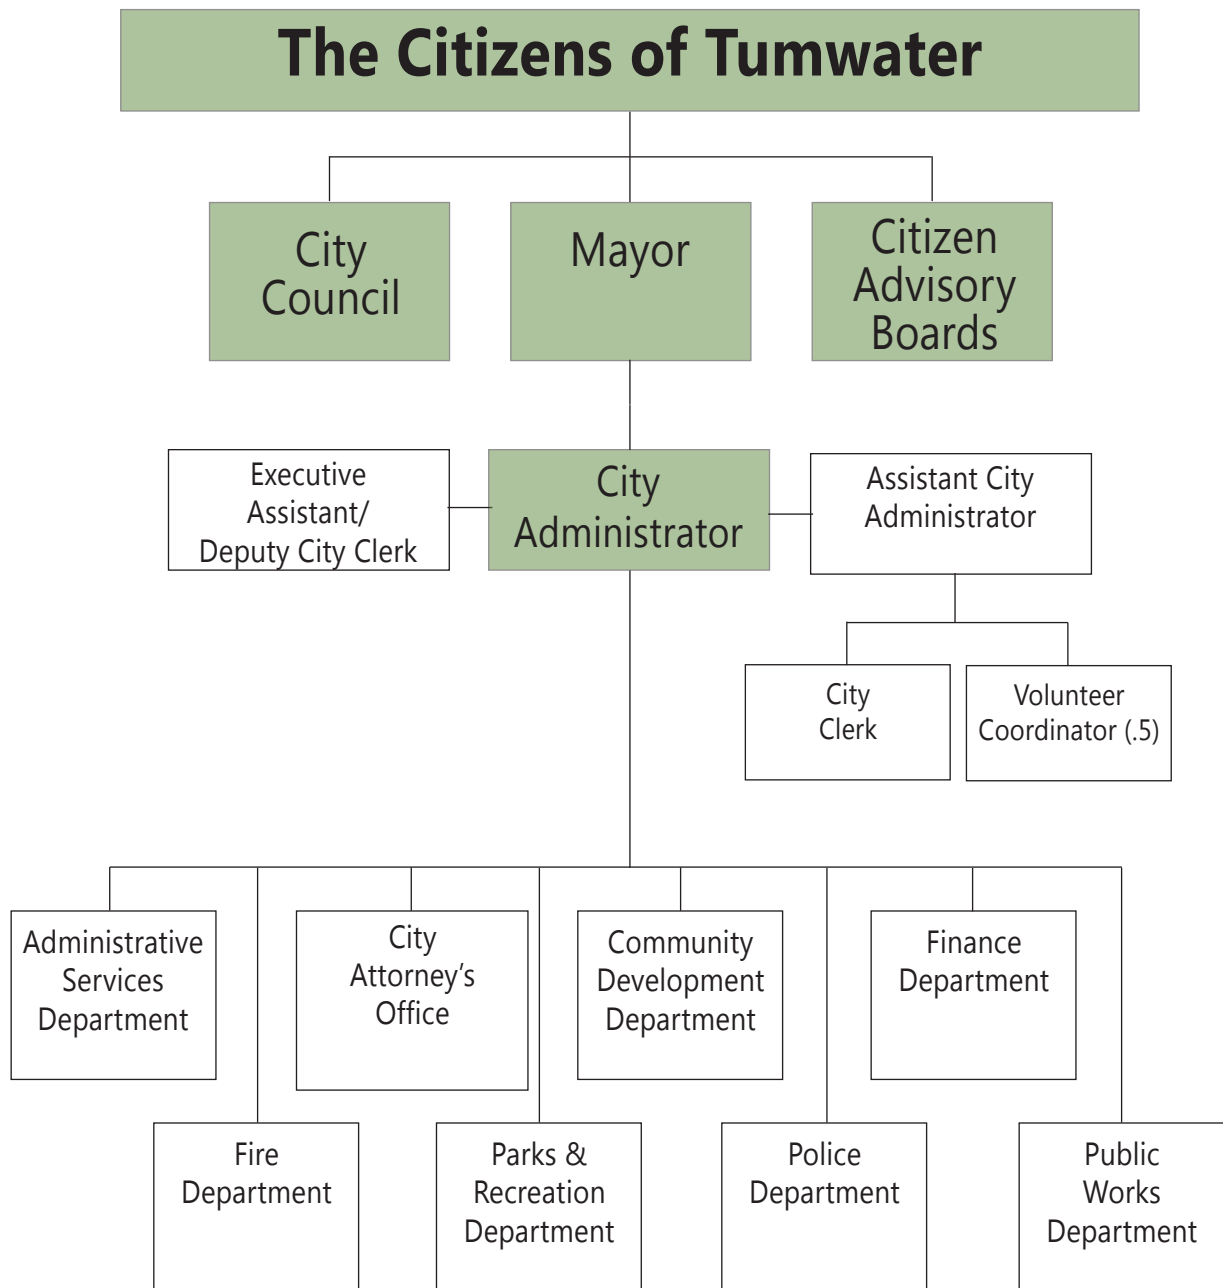 The Citizens of Tumwater
City
Council
Mayor
Citizen
Advisory
Boards
Executive
Assistant/
Deputy City Clerk
City
Administrator
Assistant City
Administrator
City
Clerk
Volunteer
Coordinator (.5)
Administrative
Services
Department
City
Attorney’s
Office
Community
Development
Department
Finance
Department
Fire
Department
Parks &
Recreation
Department
Police
Department
Public
Works
Department